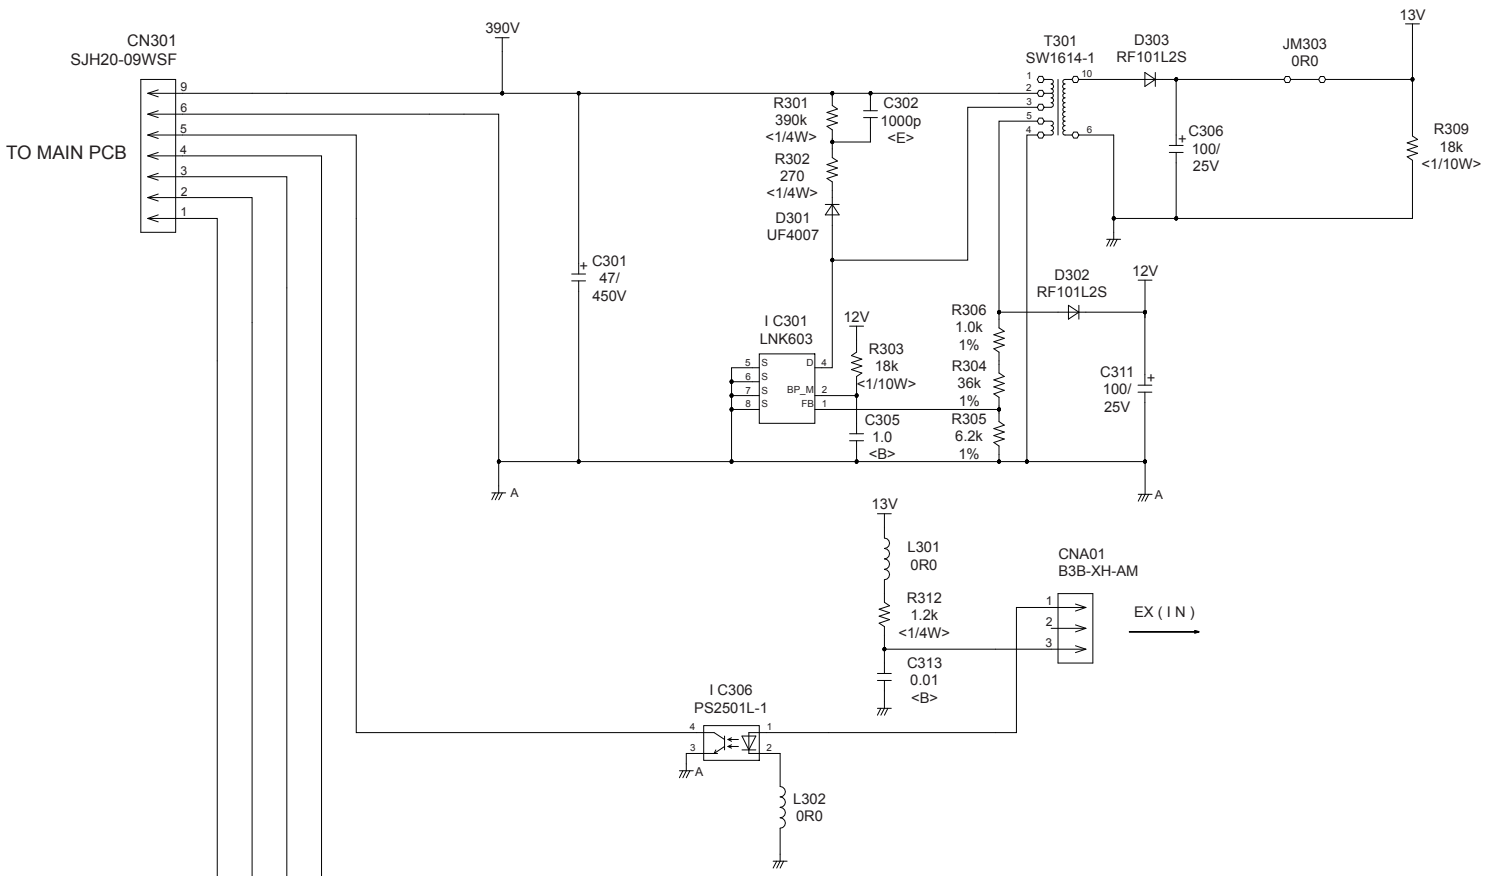 CN301
SJH20-09WSF
TO MAIN PCB
9
6
5
4
3
2
1
390V
C301
47/
450V
R301
390k
<1/4W>
C302
1000p
<E>
R302
270
<1/4W>
D301
UF4007
T301
SW1614-1
1
2
3
5
4
10
6
D303
RF101L2S
JM303
0R0
13V
C306
100/
25V
R309
18k
<1/10W>
I C301
LNK603
5 S
6 S
7 S
8 S
D 4
BP_M 2
FB 1
12V
R303
18k
<1/10W>
C305
1.0
<B>
R306
1.0k
1%
R304
36k
1%
R305
6.2k
1%
D302
RF101L2S
12V
C311
100/
25V
A
A
13V
L301
0R0
R312
1.2k
<1/4W>
C313
0.01
<B>
CNA01
B3B-XH-AM
1
2
3
EX ( I N )
I C306
PS2501L-1
4
3
1
2
A
L302
0R0